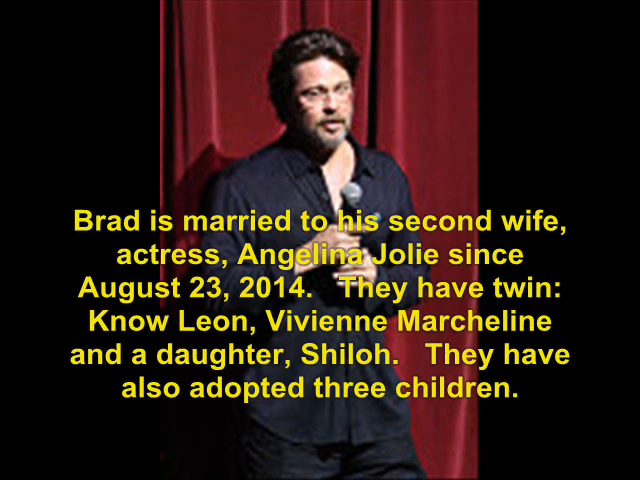 Brad is married to his second wife,
actress, Angelina Jolie since
August 23, 2014.   They have twin:
Know Leon, Vivienne Marcheline
and a daughter, Shiloh.   They have
also adopted three children.